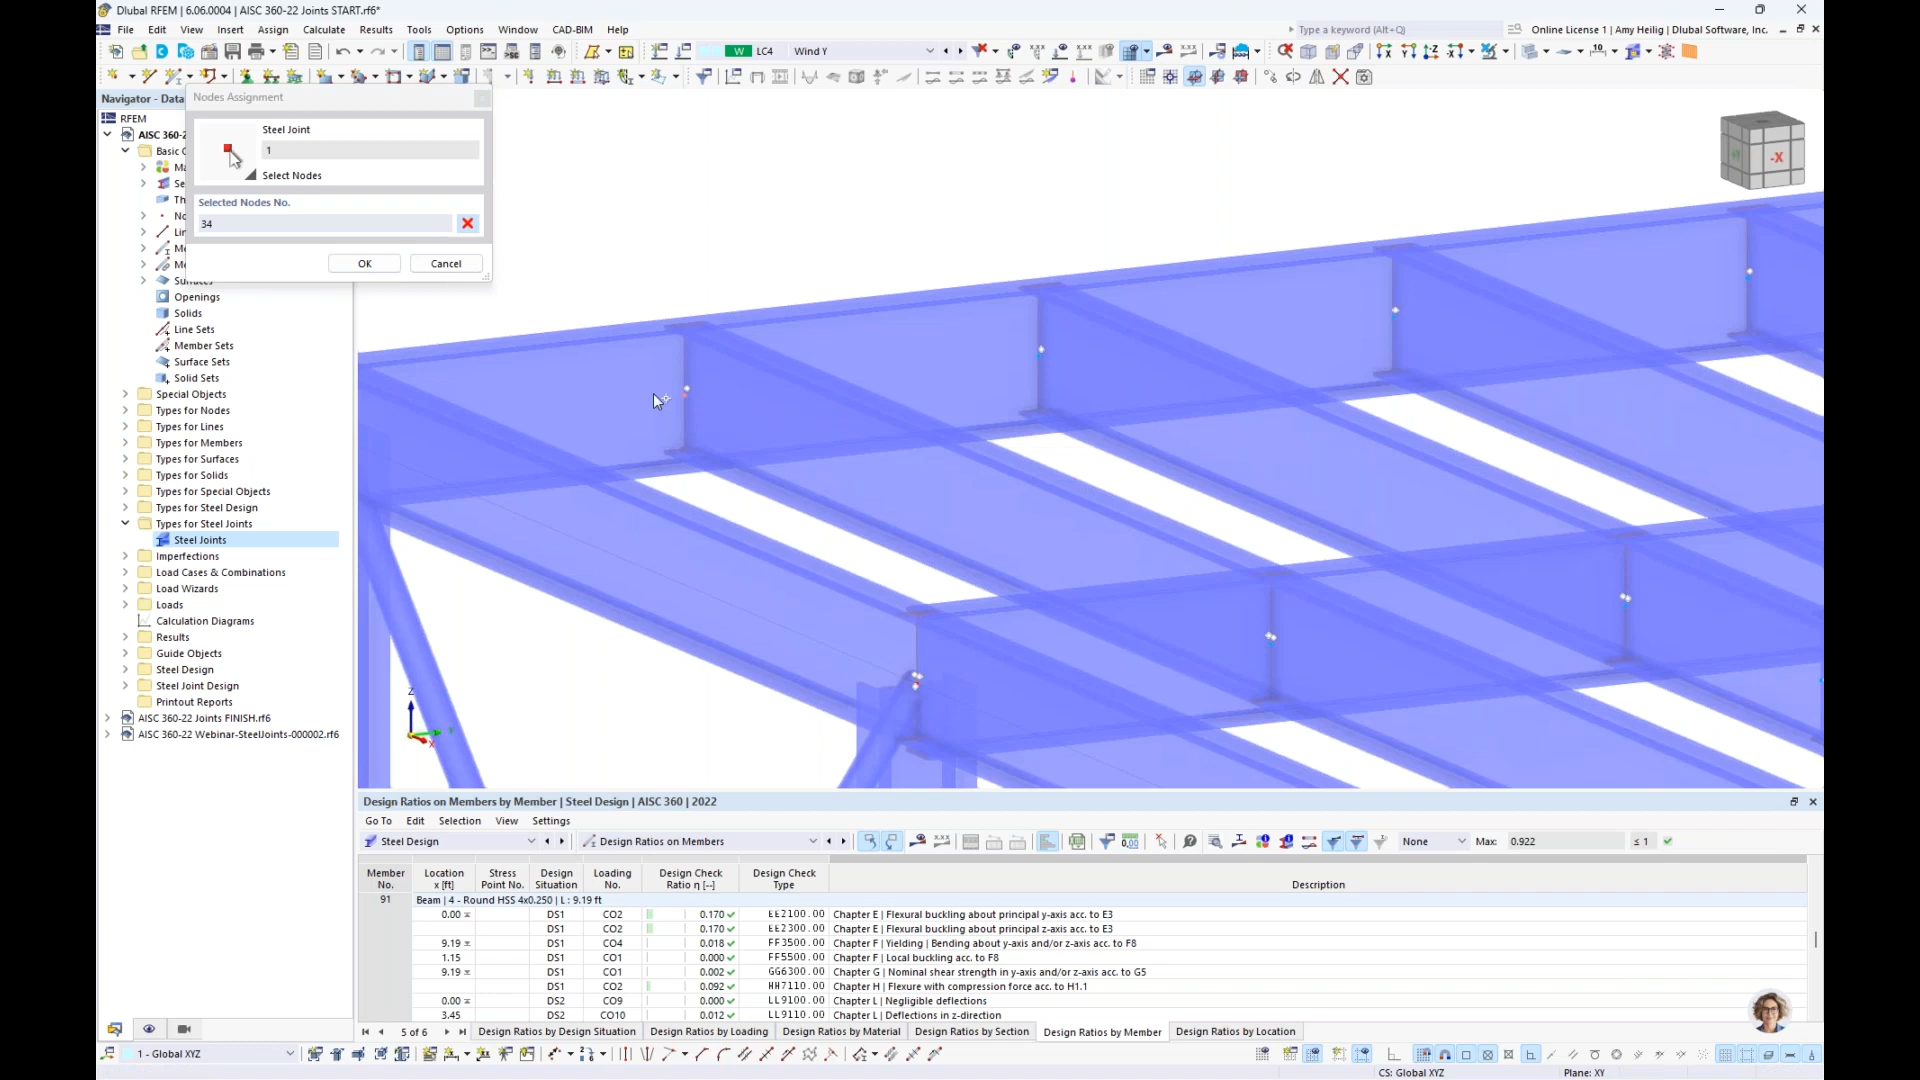 Dlubal RFEM | 6.06.0004 | AISC 360-22 Joints START.rf6*
File Edit View Insert Assign Calculate Results Tools Options Window CAD-BIM Help
Type a keyword (Alt+Q)
Online License 1 | Amy Heilig | Dlubal Software, Inc.
W LC4 Wind Y
Navigator - Data
Nodes Assignment
RFEM
Steel Joint
AISC 360-2
1
Basic
Select Nodes
Selected Nodes No.
34
OK Cancel
Openings
Solids
Line Sets
Member Sets
Surface Sets
Solid Sets
Special Objects
Types for Nodes
Types for Lines
Types for Members
Types for Surfaces
Types for Solids
Types for Special Objects
Types for Steel Design
Types for Steel Joints
Steel Joints
Imperfections
Load Cases & Combinations
Load Wizards
Loads
Calculation Diagrams
Results
Guide Objects
Steel Design
Steel Joint Design
Printout Reports
AISC 360-22 Joints FINISH.rf6
AISC 360-22 Webinar-SteelJoints-000002.rf6
-X
Z
X
Design Ratios on Members by Member | Steel Design | AISC 360 | 2022
Go To Edit Selection View Settings
Steel Design Design Ratios on Members None Max: 0.922 ≤ 1
Member No. Location x [ft] Stress Point No. Design Situation Loading No. Design Check Ratio η [--] Design Check Type Description
91 Beam | 4 - Round HSS 4x0.250 | L : 9.19 ft
0.00 DS1 CO2 0.170 EE2100.00 Chapter E | Flexural buckling about principal y-axis acc. to E3
DS1 CO2 0.170 EE2300.00 Chapter E | Flexural buckling about principal z-axis acc. to E3
9.19 DS1 CO4 0.018 FF3500.00 Chapter F | Yielding | Bending about y-axis and/or z-axis acc. to F8
1.15 DS1 CO1 0.000 FF5500.00 Chapter F | Local buckling acc. to F8
9.19 DS1 CO1 0.002 GG6300.00 Chapter G | Nominal shear strength in y-axis and/or z-axis acc. to G5
DS1 CO2 0.092 HH7110.00 Chapter H | Flexure with compression force acc. to H1.1
0.00 DS2 CO9 0.000 LL9100.00 Chapter L | Negligible deflections
3.45 DS2 CO10 0.012 LL9110.00 Chapter L | Deflections in z-direction
5 of 6 Design Ratios by Design Situation Design Ratios by Loading Design Ratios by Material Design Ratios by Section Design Ratios by Member Design Ratios by Location
1 - Global XYZ
CS: Global XYZ Plane: XY